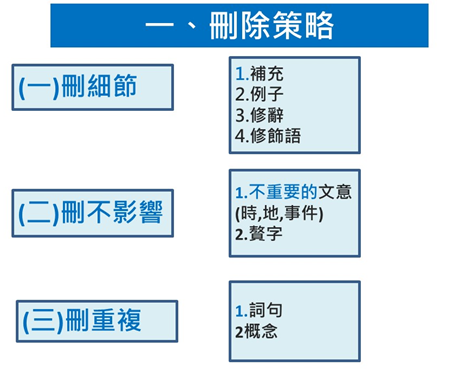 一、刪除策略
(一)刪細節
1.補充
2.例子
3.修辭
4.修飾語
(二)刪不影響
1.不重要的文意
(時,地,事件)
2.贅字
(三)刪重複
1.詞句
2概念